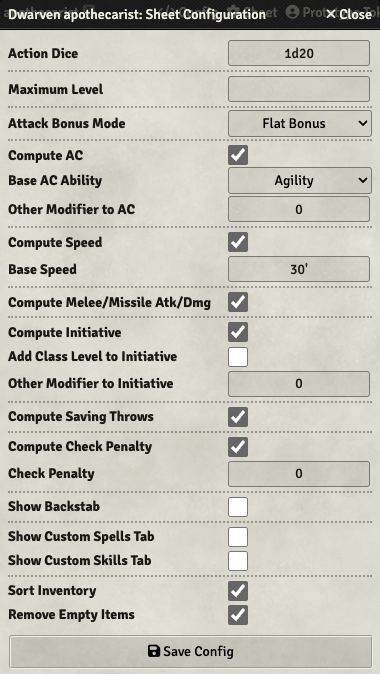 Dwarven apothecarist: Sheet Configuration
Close
Action Dice 1d20
Maximum Level
Attack Bonus Mode Flat Bonus
Compute AC
Base AC Ability Agility
Other Modifier to AC 0
Compute Speed
Base Speed 30'
Compute Melee/Missile Atk/Dmg
Compute Initiative
Add Class Level to Initiative
Other Modifier to Initiative 0
Compute Saving Throws
Compute Check Penalty
Check Penalty 0
Show Backstab
Show Custom Spells Tab
Show Custom Skills Tab
Sort Inventory
Remove Empty Items
Save Config